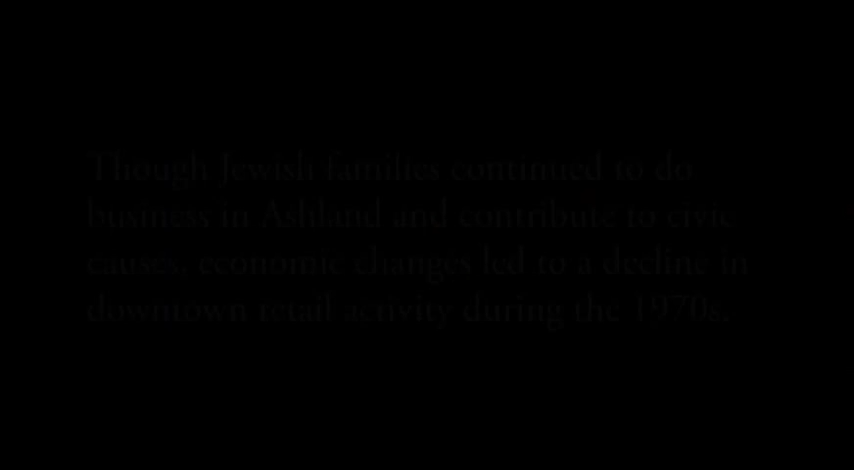 Though Jewish families continued to do
business in Ashland and contribute to civic
causes, economic changes led to a decline in
downtown retail activity during the 1970s.